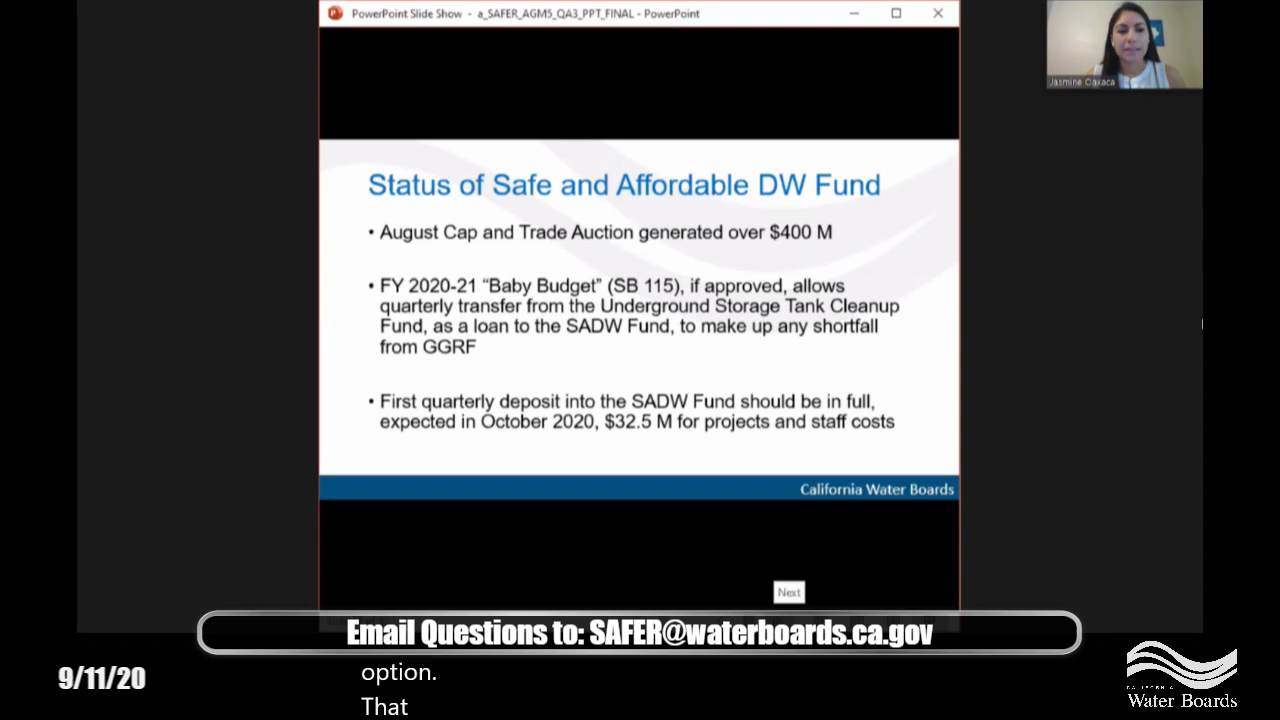 PowerPoint Slide Show - a_SAFER_AGM5_QA3_PPT_FINAL - PowerPoint
Jasmine Oaxaca
Status of Safe and Affordable DW Fund
• August Cap and Trade Auction generated over $400 M
• FY 2020-21 “Baby Budget” (SB 115), if approved, allows
quarterly transfer from the Underground Storage Tank Cleanup
Fund, as a loan to the SADW Fund, to make up any shortfall
from GGRF
• First quarterly deposit into the SADW Fund should be in full,
expected in October 2020, $32.5 M for projects and staff costs
California Water Boards
Next
Email Questions to: SAFER@waterboards.ca.gov
9/11/20
option.
That
CALIFORNIA
Water Boards